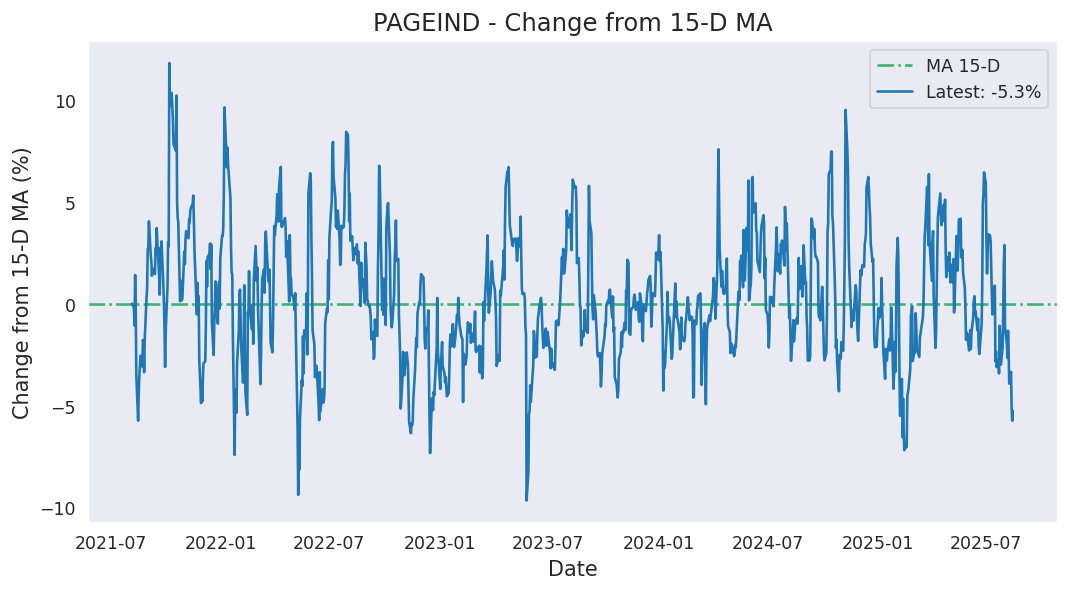 PAGEIND - Change from 15-D MA
MA 15-D
Latest: -5.3%
Change from 15-D MA (%)
10
5
0
−5
−10
2021-07 2022-01 2022-07 2023-01 2023-07 2024-01 2024-07 2025-01 2025-07
Date